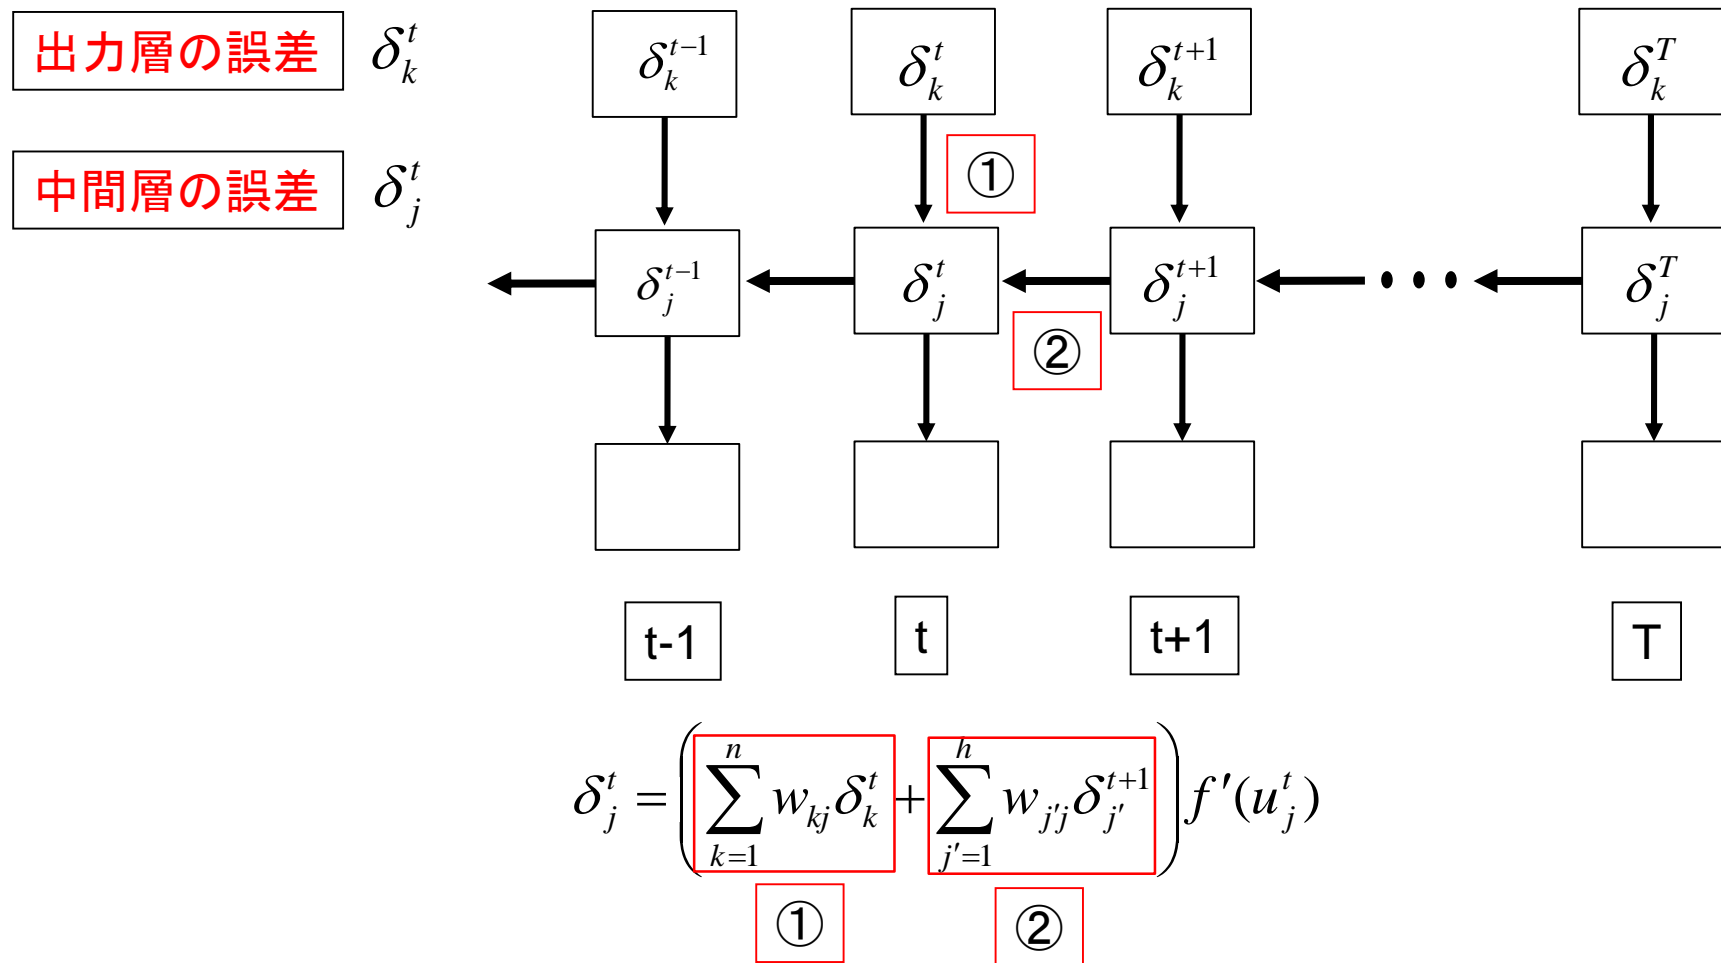 出力層の誤差 δ_k^t
δ_k^{t-1} δ_k^t δ_k^{t+1} δ_k^T
①
中間層の誤差 δ_j^t
δ_j^{t-1} δ_j^t δ_j^{t+1} ••• δ_j^T
②
t-1 t t+1 T
δ_j^t = ( ∑_{k=1}^{n} w_{kj} δ_k^t + ∑_{j'=1}^{h} w_{j'j} δ_{j'}^{t+1} ) f'(u_j^t)
① ②